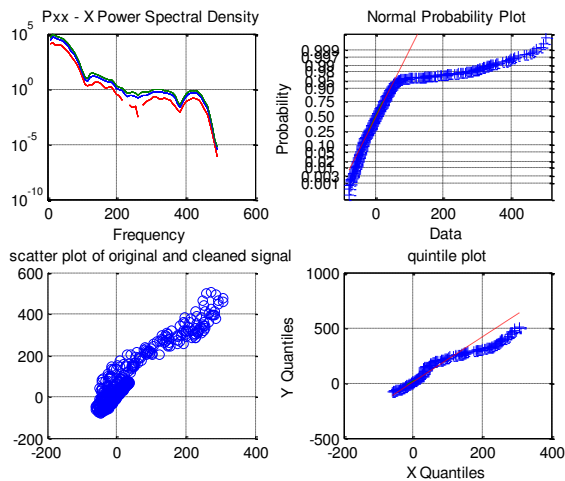 Pxx - X Power Spectral Density
10^5
10^0
10^-5
10^-10
0 200 400 600
Frequency
Normal Probability Plot
0.999
0.997
0.99
0.98
0.95
0.90
0.75
0.50
0.25
0.10
0.05
0.02
0.01
0.003
0.001
Probability
0 200 400
Data
scatter plot of original and cleaned signal
600
400
200
0
-200
-200 0 200 400
quintile plot
1000
500
0
-500
Y Quantiles
-200 0 200 400
X Quantiles